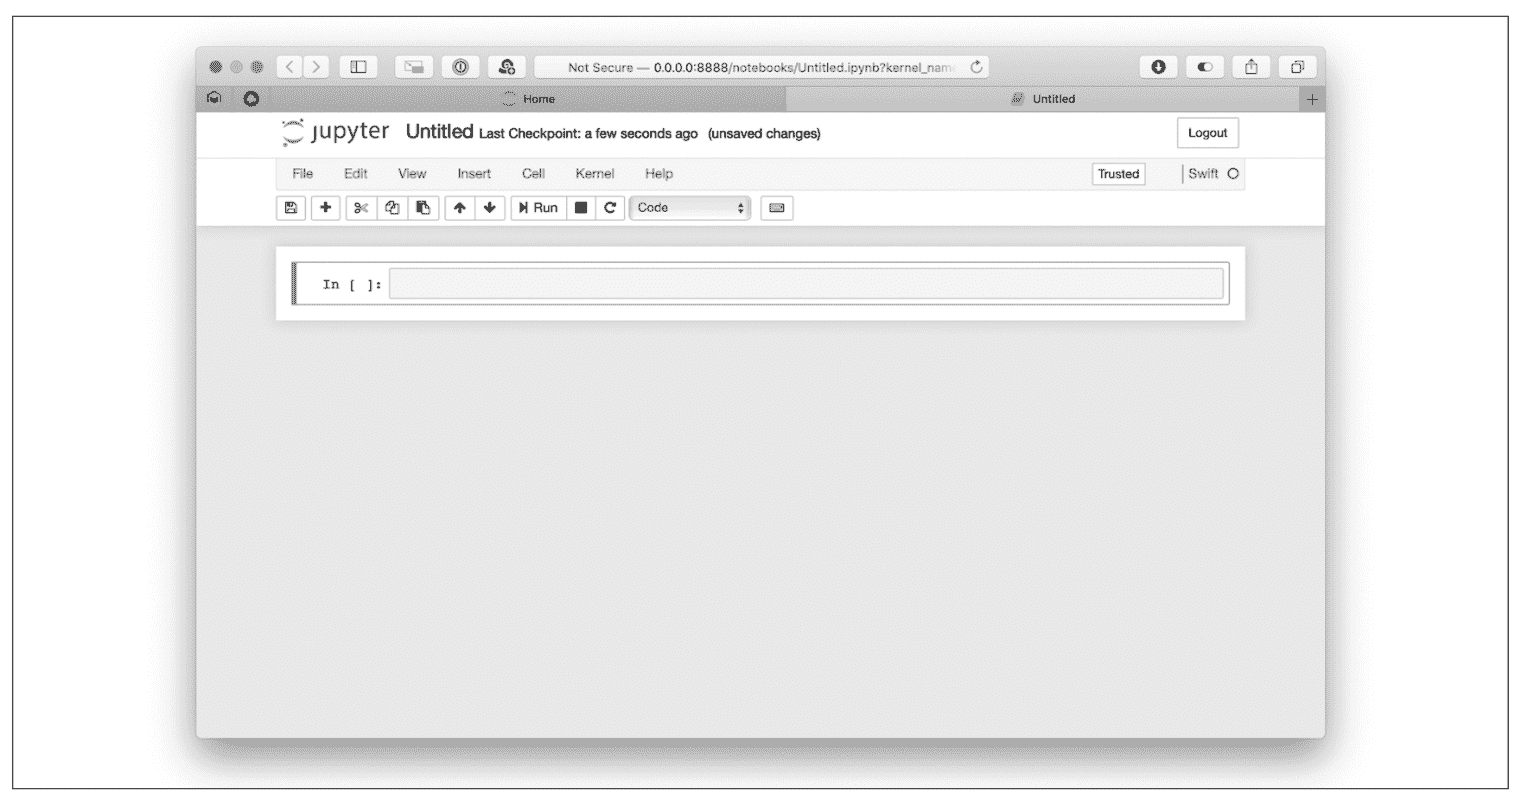 Not Secure — 0.0.0.0:8888/notebooks/Untitled.ipynb?kernel_nam
Home
Untitled
jupyter Untitled Last Checkpoint: a few seconds ago (unsaved changes)
Logout
File Edit View Insert Cell Kernel Help
Trusted
Swift
Run
Code
In [ ]: